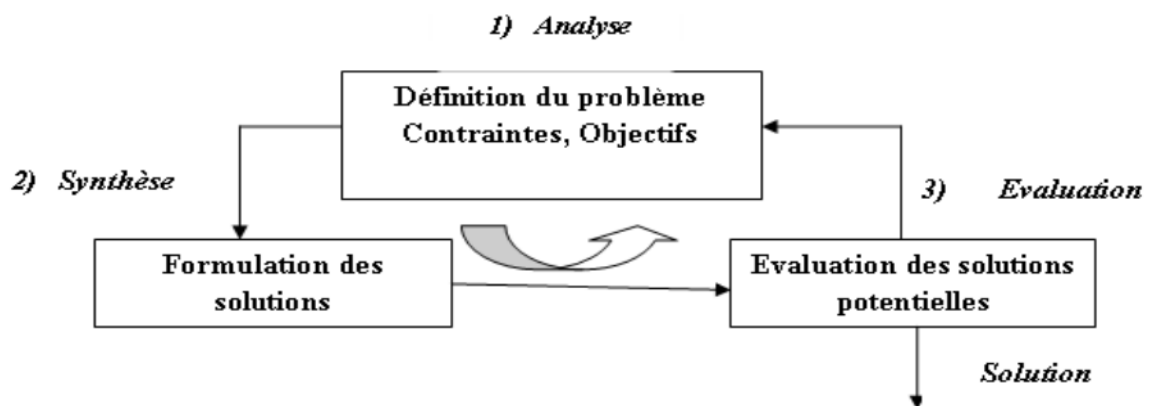 1) Analyse
Définition du problème
Contraintes, Objectifs
2) Synthèse
3) Evaluation
Formulation des
solutions
Evaluation des solutions
potentielles
Solution